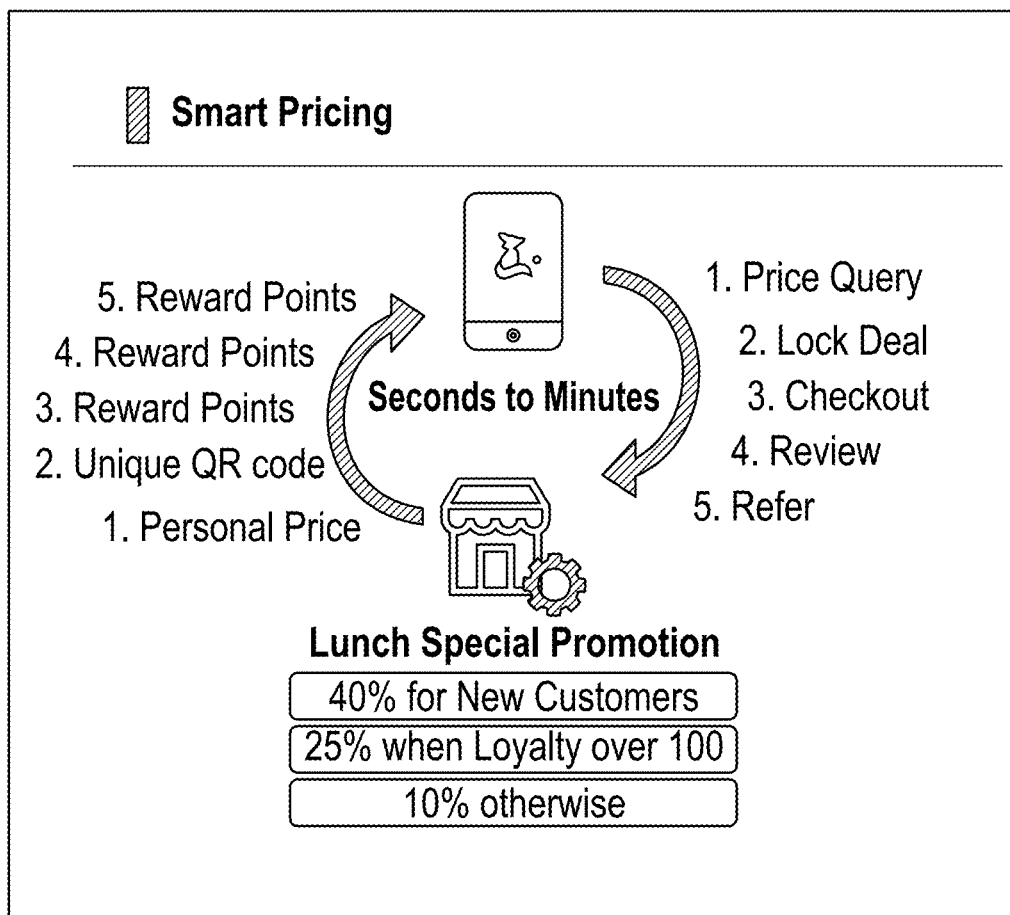 Smart Pricing
5. Reward Points
4. Reward Points
3. Reward Points
2. Unique QR code
1. Personal Price
Seconds to Minutes
1. Price Query
2. Lock Deal
3. Checkout
4. Review
5. Refer
Lunch Special Promotion
40% for New Customers
25% when Loyalty over 100
10% otherwise